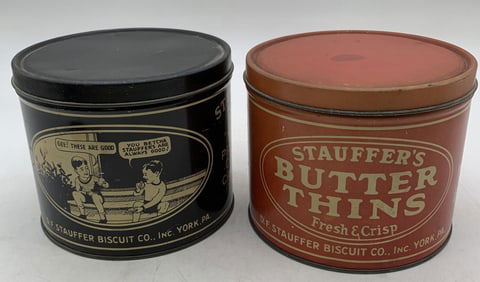 GEE! THESE ARE GOOD
YOU BETCHA
STAUFFER'S ARE
ALWAYS GOOD!
D.F. STAUFFER BISCUIT CO., INC. YORK, PA.
STAUFFER'S
BUTTER
THINS
Fresh & Crisp
D.F. STAUFFER BISCUIT CO., INC. YORK, PA.